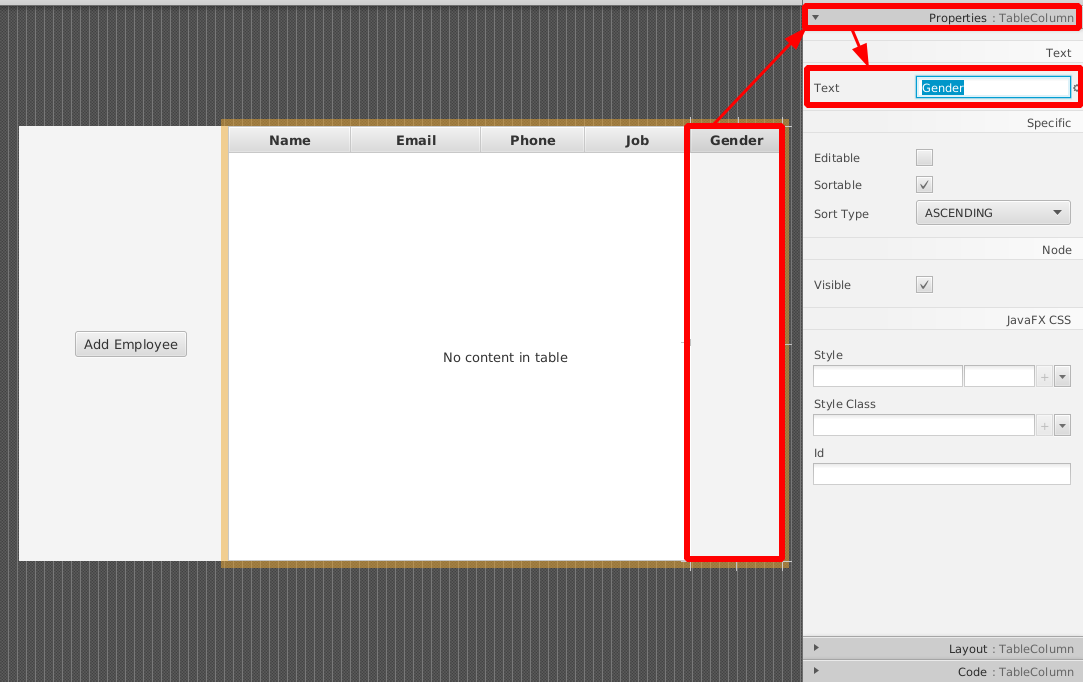 Name Email Phone Job Gender
Add Employee
No content in table
Properties : TableColumn
Text
Text Gender
Specific
Editable
Sortable
Sort Type ASCENDING
Node
Visible
JavaFX CSS
Style
+
Style Class
+
Id
Layout : TableColumn
Code : TableColumn